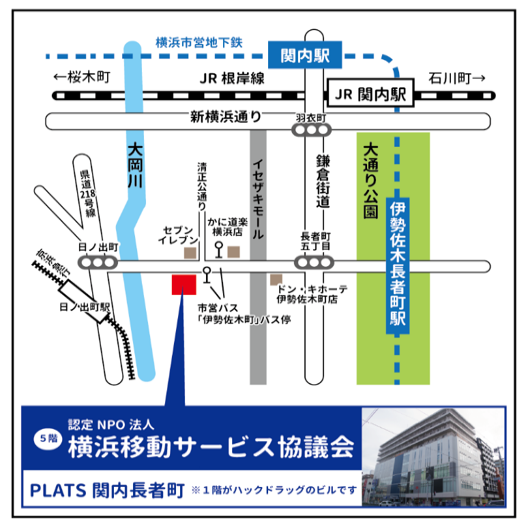 横浜市営地下鉄
関内駅
←桜木町
JR 根岸線
石川町→
JR 関内駅
新横浜通り
羽衣町
大岡川
県道218号線
清正公通り
イセザキモール
鎌倉街道
大通り公園
かに道楽
横浜店
セブン
イレブン
長者町
五丁目
日ノ出町
伊勢佐木長者町駅
京浜急行
日ノ出町駅
市営バス
「伊勢佐木町」バス停
ドン・キホーテ
伊勢佐木町店
5階
認定 NPO 法人
横浜移動サービス協議会
PLATS 関内長者町 ※1階がハックドラッグのビルです